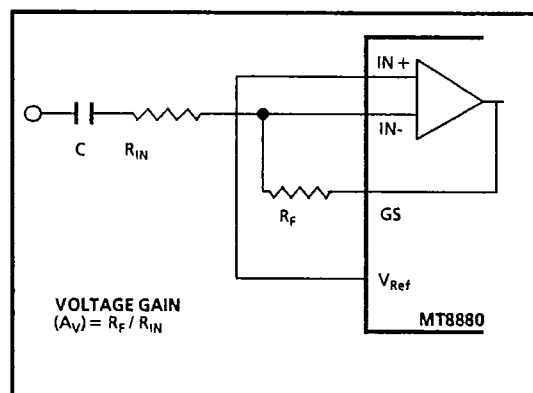 IN +
IN-
C
R_IN
R_F
GS
V_Ref
VOLTAGE GAIN
(A_V) = R_F / R_IN
MT8880